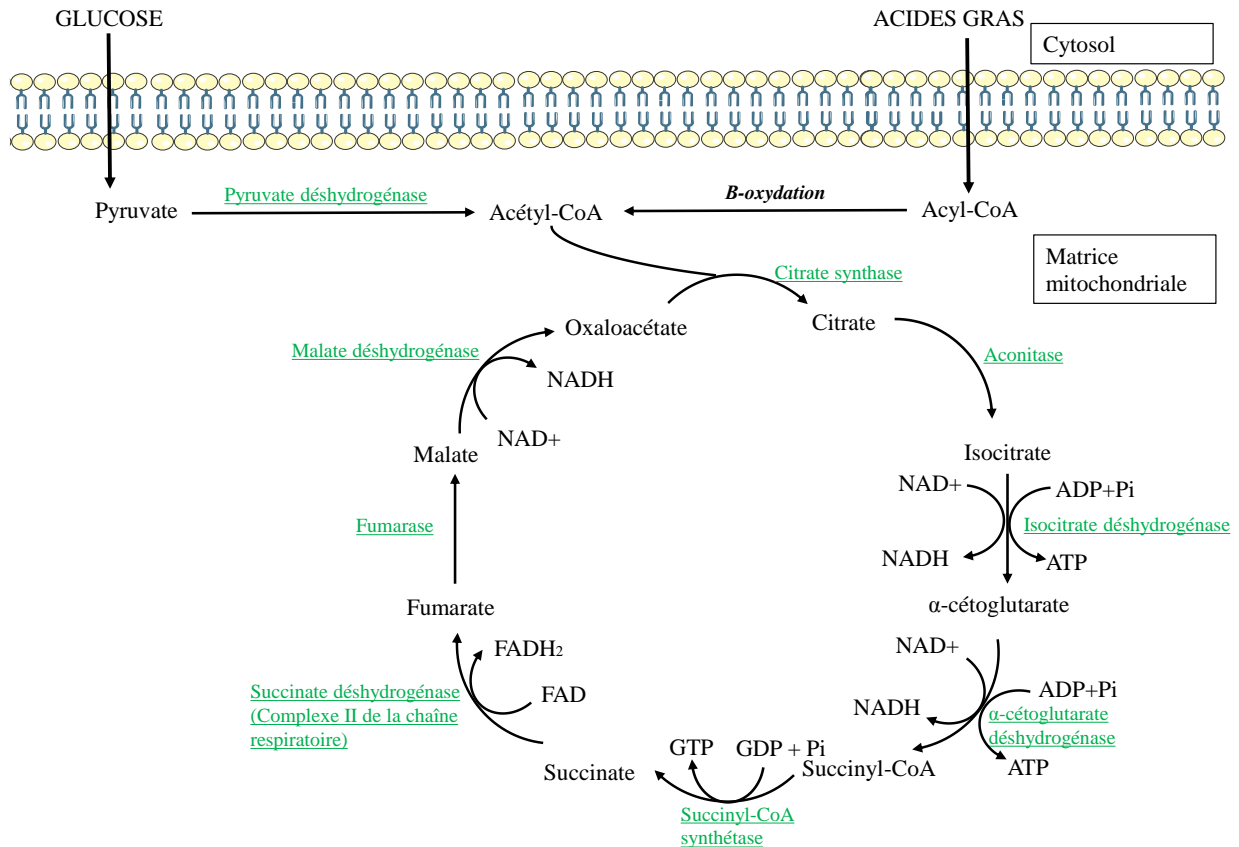 GLUCOSE
ACIDES GRAS
Cytosol
Pyruvate déshydrogénase
B-oxydation
Pyruvate
Acétyl-CoA
Acyl-CoA
Matrice
mitochondriale
Citrate synthase
Oxaloacétate
Citrate
Malate déshydrogénase
Aconitase
NADH
NAD+
Malate
Isocitrate
NAD+
ADP+Pi
Fumarase
Isocitrate déshydrogénase
NADH
ATP
Fumarate
α-cétoglutarate
FADH2
NAD+
Succinate déshydrogénase
(Complexe II de la chaîne
respiratoire)
FAD
ADP+Pi
NADH
α-cétoglutarate
déshydrogénase
GTP
GDP + Pi
Succinate
Succinyl-CoA
ATP
Succinyl-CoA
synthétase